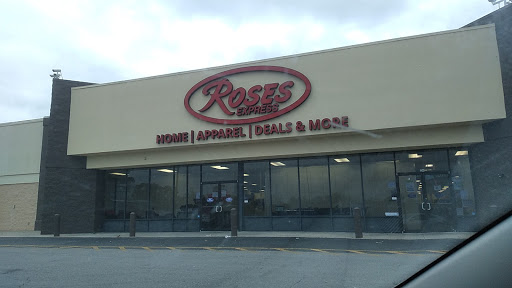 ROSES
EXPRESS
HOME | APPAREL | DEALS & MORE